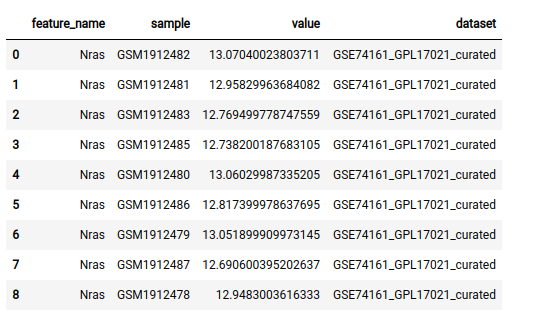 feature_name sample value dataset
0 Nras GSM1912482 13.07040023803711 GSE74161_GPL17021_curated
1 Nras GSM1912481 12.95829963684082 GSE74161_GPL17021_curated
2 Nras GSM1912483 12.769499778747559 GSE74161_GPL17021_curated
3 Nras GSM1912485 12.738200187683105 GSE74161_GPL17021_curated
4 Nras GSM1912480 13.06029987335205 GSE74161_GPL17021_curated
5 Nras GSM1912486 12.817399978637695 GSE74161_GPL17021_curated
6 Nras GSM1912479 13.051899909973145 GSE74161_GPL17021_curated
7 Nras GSM1912487 12.690600395202637 GSE74161_GPL17021_curated
8 Nras GSM1912478 12.9483003616333 GSE74161_GPL17021_curated